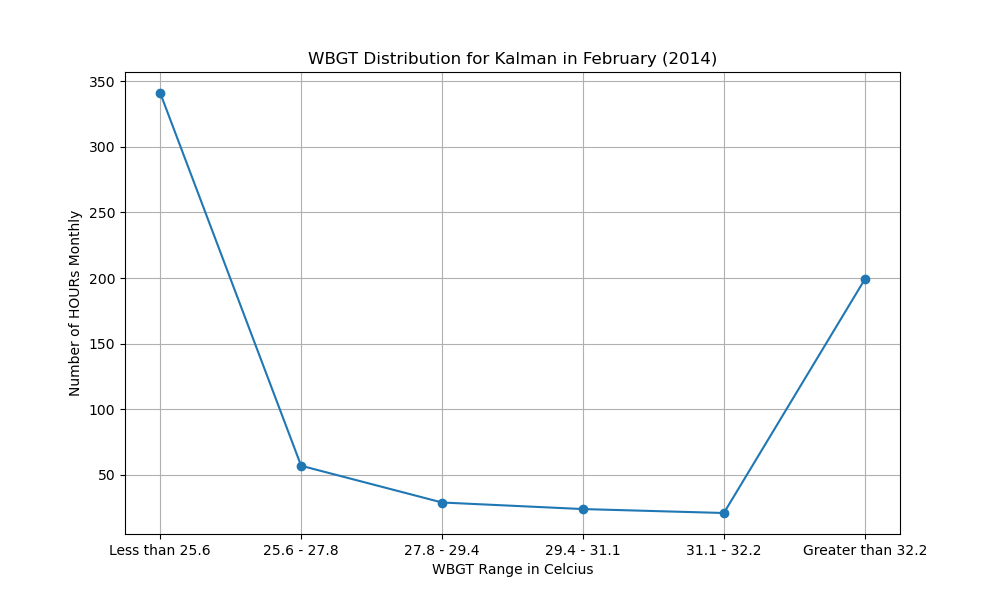 WBGT Distribution for Kalman in February (2014)
350
300
250
200
150
100
50
Number of HOURs Monthly
Less than 25.6
25.6 - 27.8
27.8 - 29.4
29.4 - 31.1
31.1 - 32.2
Greater than 32.2
WBGT Range in Celcius